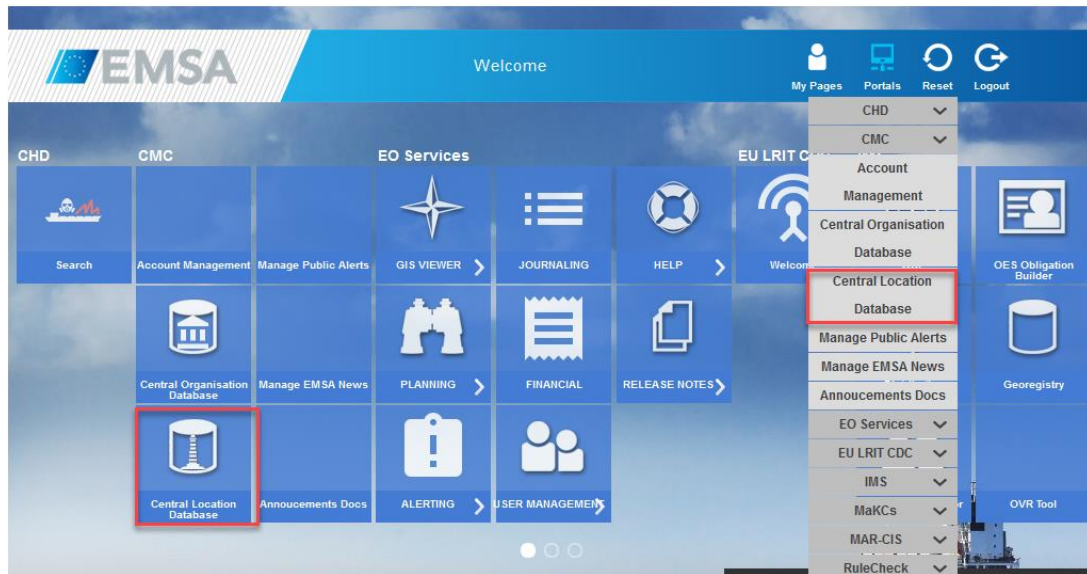 EMSA
Welcome
My Pages
Portals
Reset
Logout
CHD
CMC
EO Services
EU LRIT
Search
Account Management
Manage Public Alerts
GIS VIEWER
JOURNALING
HELP
OES Obligation
Builder
Central Organisation
Database
Manage EMSA News
PLANNING
FINANCIAL
RELEASE NOTES
Georegistry
Central Location
Database
Annoucements Docs
ALERTING
USER MANAGEMENT
OVR Tool
CHD
CMC
Account
Management
Central Organisation
Database
Central Location
Database
Manage Public Alerts
Manage EMSA News
Annoucements Docs
EO Services
EU LRIT CDC
IMS
MaKCs
MAR-CIS
RuleCheck